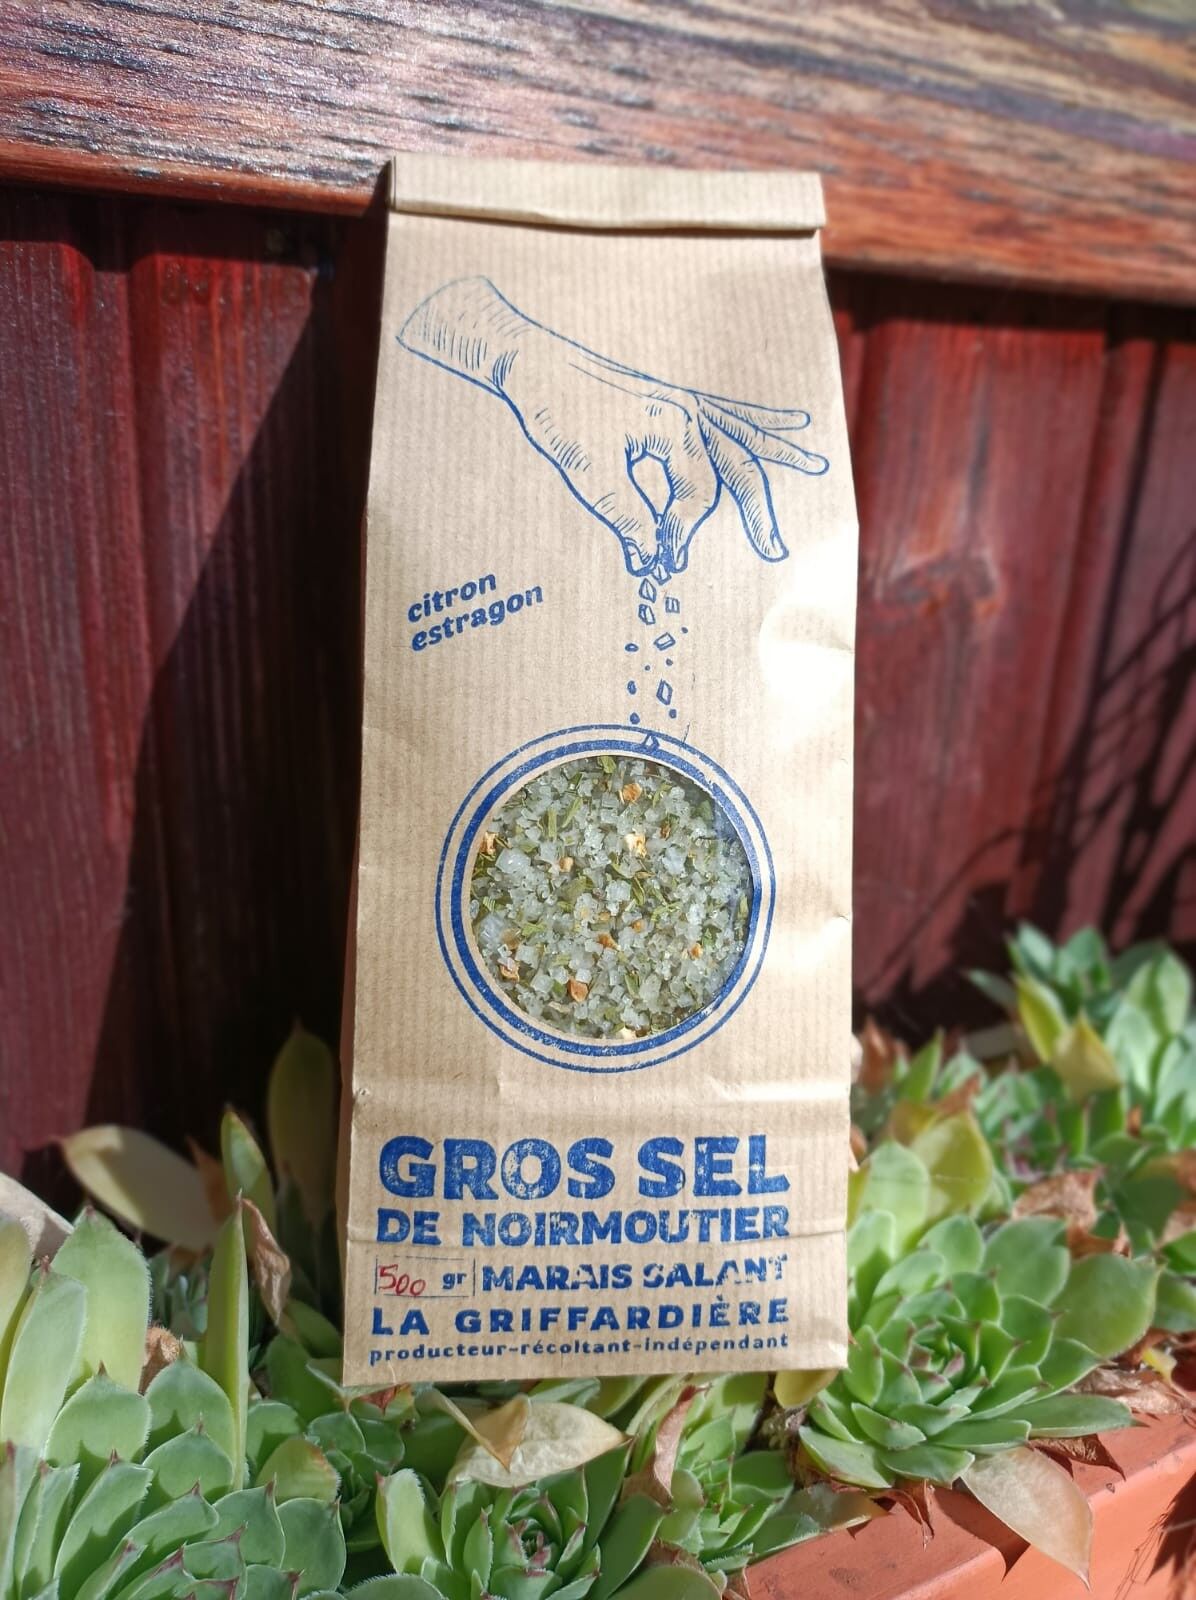 citron
estragon
GROS SEL
DE NOIRMOUTIER
500 gr MARAIS SALANT
LA GRIFFARDIÈRE
producteur-récoltant-indépendant